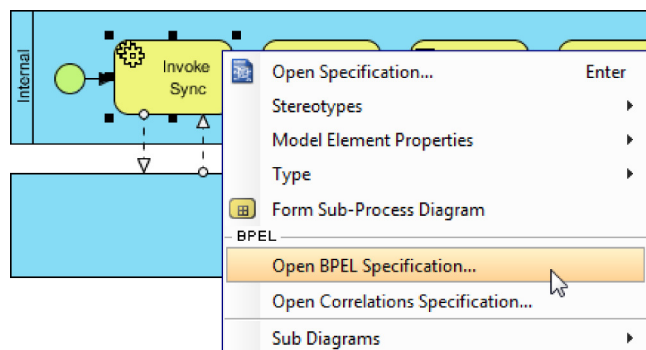 Internal
Invoke
Sync
Open Specification... Enter
Stereotypes
Model Element Properties
Type
Form Sub-Process Diagram
BPEL
Open BPEL Specification...
Open Correlations Specification...
Sub Diagrams